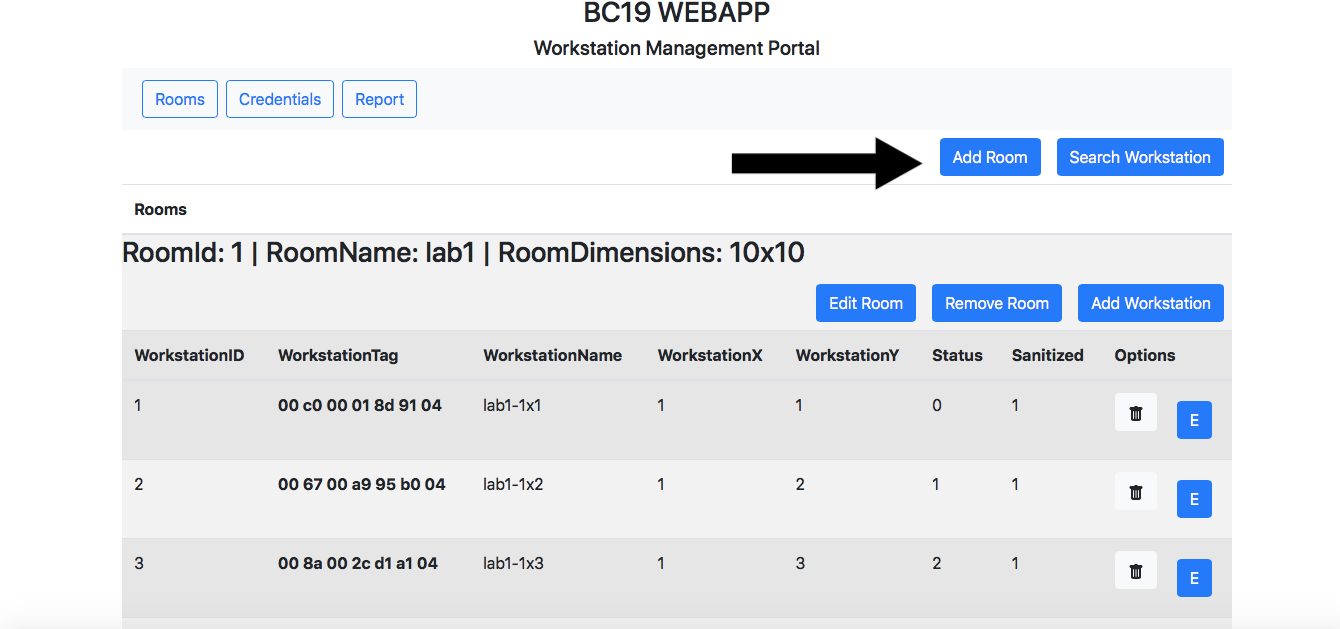 BC19 WEBAPP
Workstation Management Portal
Rooms Credentials Report
Add Room Search Workstation
Rooms
RoomId: 1 | RoomName: lab1 | RoomDimensions: 10x10
Edit Room Remove Room Add Workstation
WorkstationID WorkstationTag WorkstationName WorkstationX WorkstationY Status Sanitized Options
1 00 c0 00 01 8d 91 04 lab1-1x1 1 1 0 1 E
2 00 67 00 a9 95 b0 04 lab1-1x2 1 2 1 1 E
3 00 8a 00 2c d1 a1 04 lab1-1x3 1 3 2 1 E